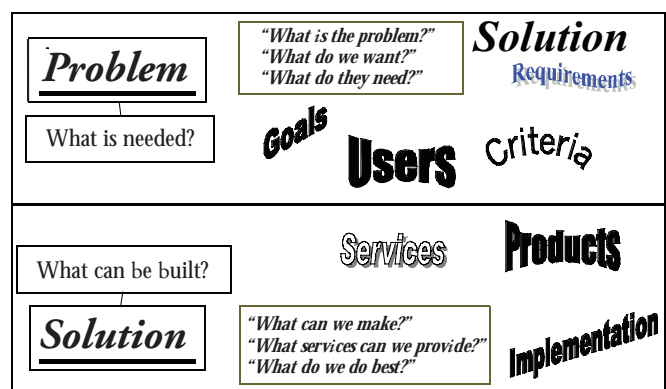 Problem
What is needed?
“What is the problem?”
“What do we want?”
“What do they need?”
Solution
Requirements
Goals
Users
Criteria
What can be built?
Solution
Services
Products
“What can we make?”
“What services can we provide?”
“What do we do best?”
Implementation